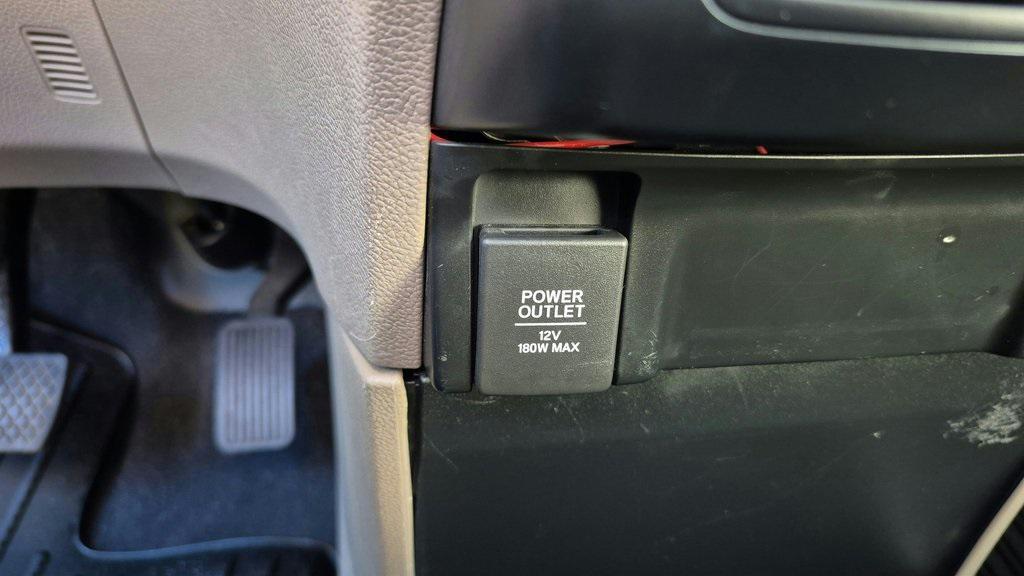 POWER
OUTLET
12V
180W MAX